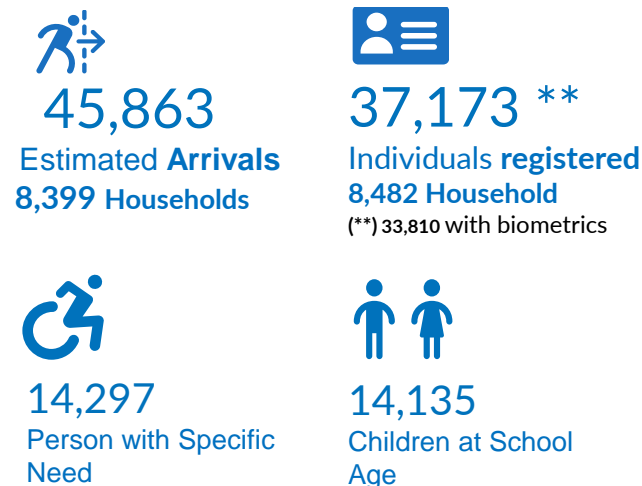 45,863
Estimated Arrivals
8,399 Households
37,173 **
Individuals registered
8,482 Household
(**) 33,810 with biometrics
14,297
Person with Specific
Need
14,135
Children at School
Age